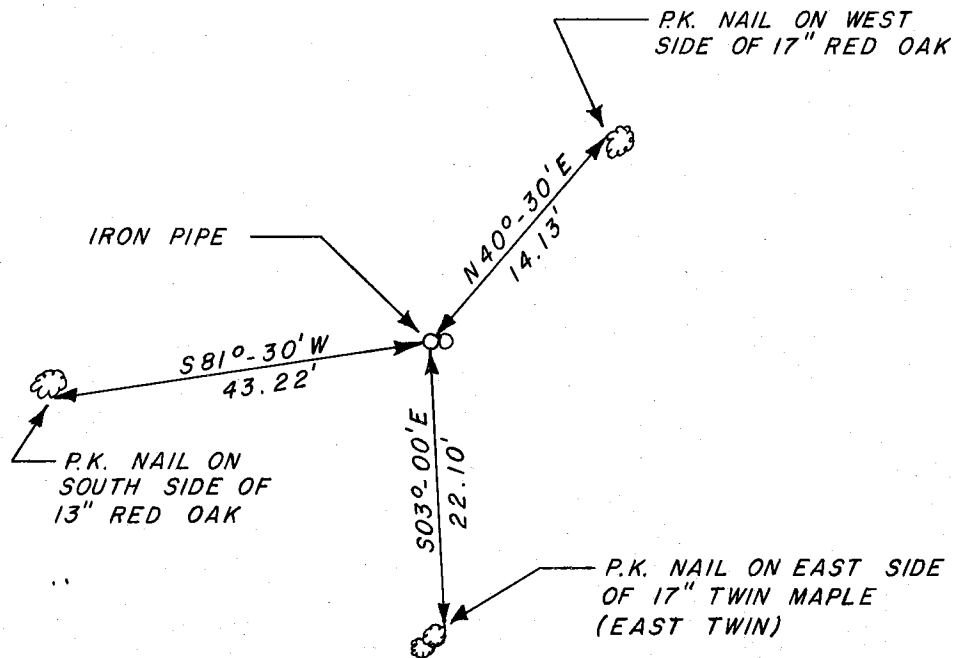 P.K. NAIL ON WEST
SIDE OF 17" RED OAK
N40°-30'E
14.13'
IRON PIPE
S81°-30'W
43.22'
P.K. NAIL ON
SOUTH SIDE OF
13" RED OAK
S03°-00'E
22.10'
P.K. NAIL ON EAST SIDE
OF 17" TWIN MAPLE
(EAST TWIN)